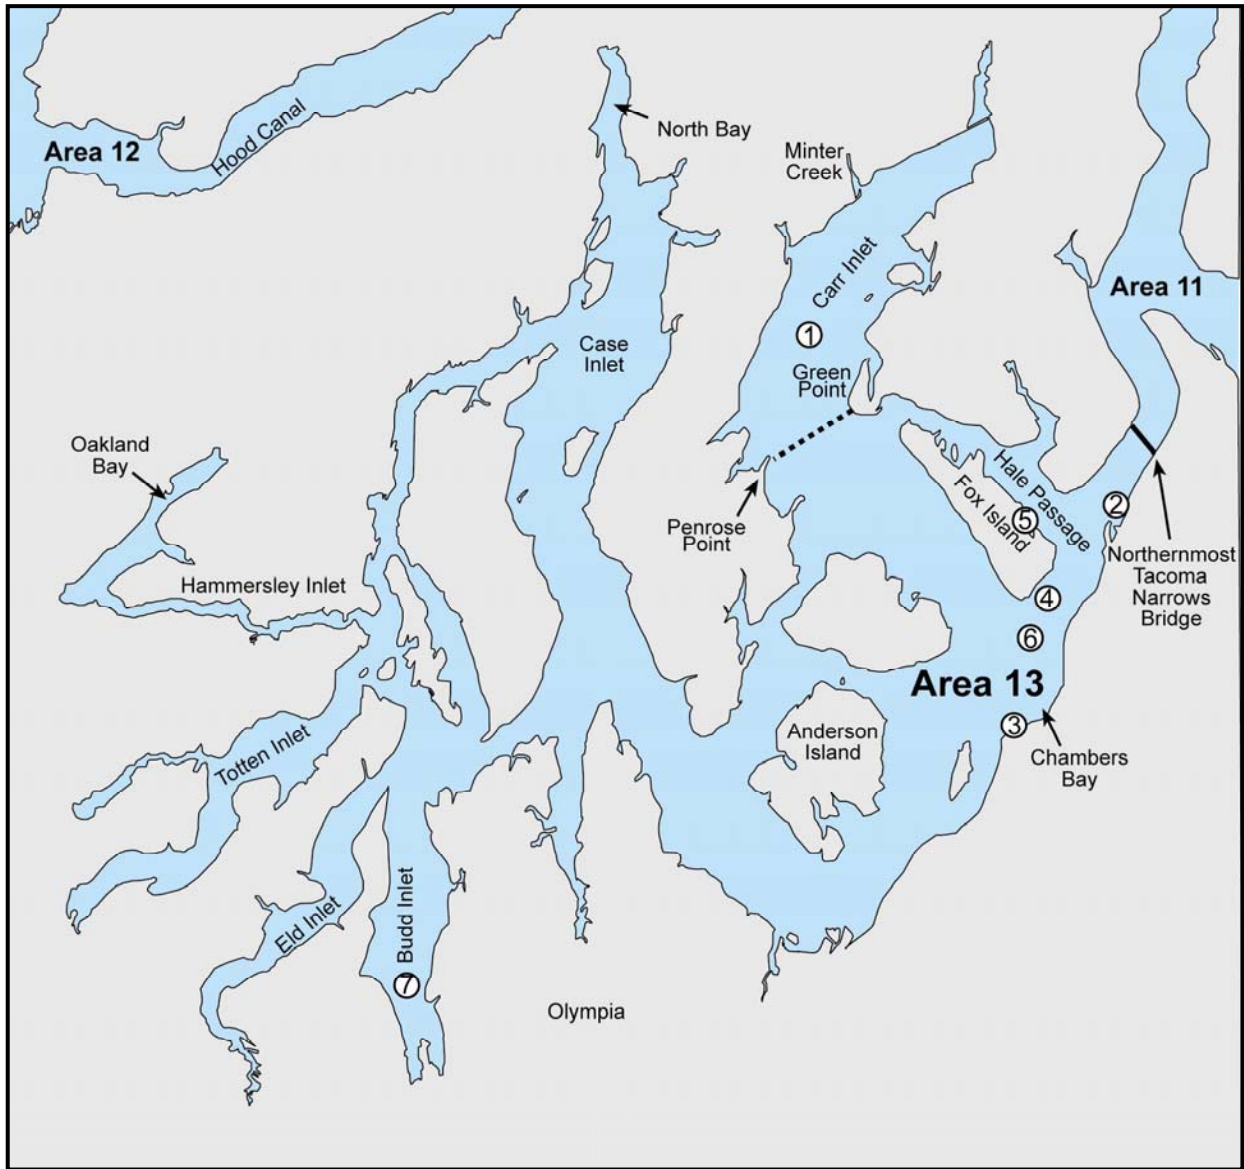 North Bay
Area 12
Hood Canal
Minter
Creek
Carr Inlet
Area 11
①
Case
Inlet
Green
Point
Oakland
Bay
Hale Passage
Fox Island
⑤
②
Penrose
Point
Northernmost
Tacoma
Narrows
Bridge
Hammersley Inlet
④
⑥
Area 13
③
Anderson
Island
Chambers
Bay
Totten Inlet
Eld Inlet
Budd Inlet
⑦
Olympia